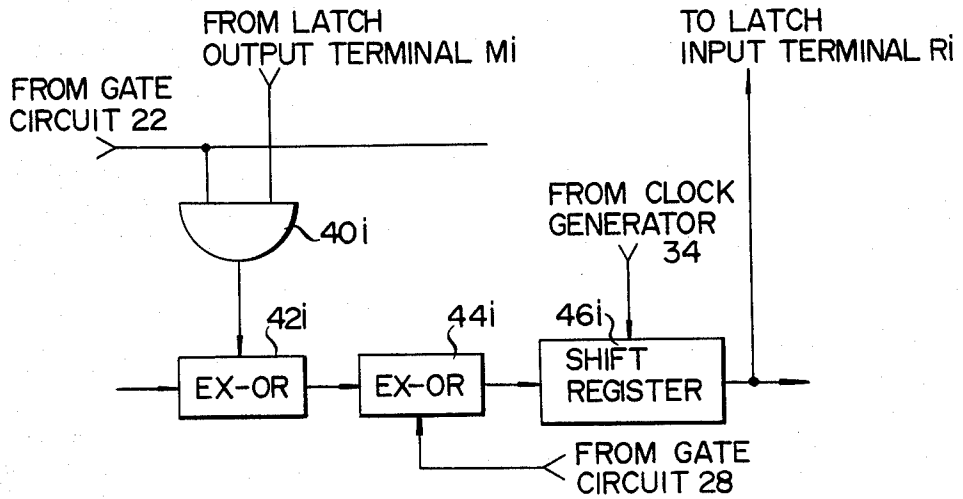 FROM LATCH
OUTPUT TERMINAL Mi
TO LATCH
INPUT TERMINAL Ri
FROM GATE
CIRCUIT 22
FROM CLOCK
GENERATOR
34
40i
42i
44i
46i
EX-OR
EX-OR
SHIFT
REGISTER
FROM GATE
CIRCUIT 28